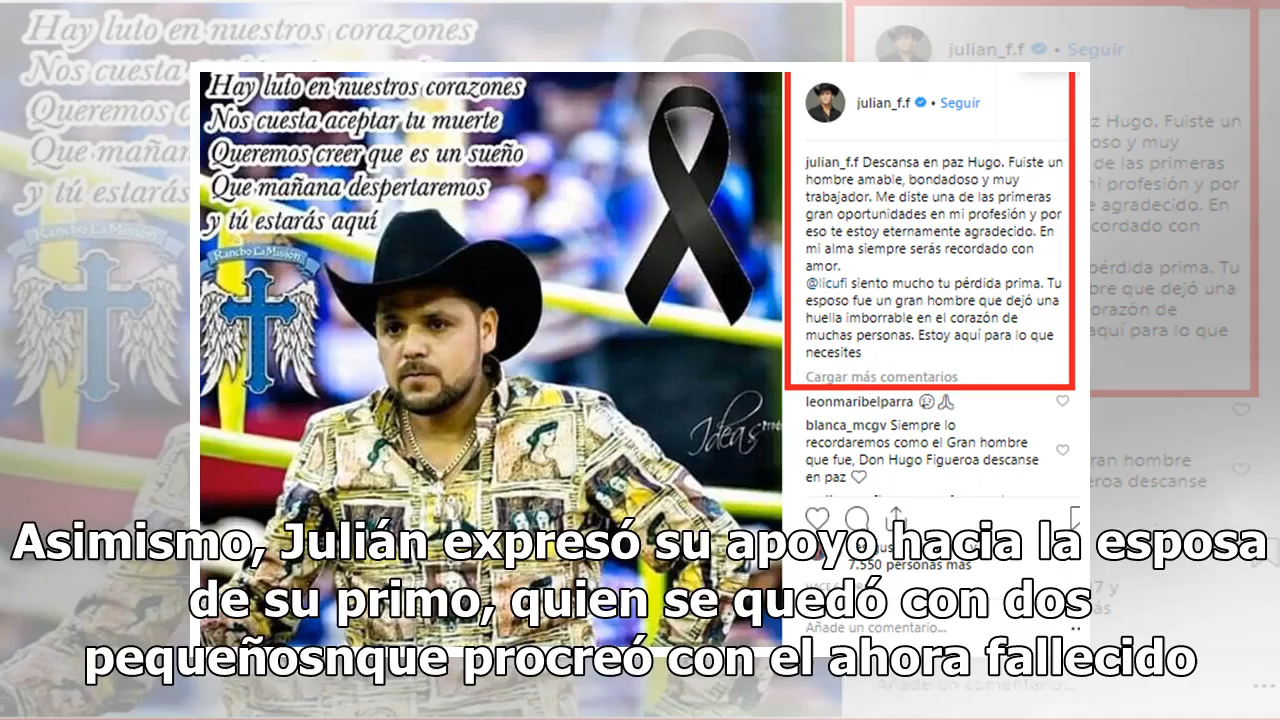 Hay luto en nuestros corazones
Nos cuesta aceptar tu muerte
Queremos creer que es un sueño
Que mañana despertaremos
y tú estarás aquí
Rancho La Misión
Ideas
julian_f.f • Seguir
julian_f.f Descansa en paz Hugo. Fuiste un
hombre amable, bondadoso y muy
trabajador. Me diste una de las primeras
gran oportunidades en mi profesión y por
eso te estoy eternamente agradecido. En
mi alma siempre serás recordado con
amor.
@licufi siento mucho tu pérdida prima. Tu
esposo fue un gran hombre que dejó una
huella imborrable en el corazón de
muchas personas. Estoy aquí para lo que
necesites
Cargar más comentarios
leonmaribelparra
blanca_mcgv Siempre lo
recordaremos como el Gran hombre
que fue, Don Hugo Figueroa descanse
en paz
7.550 personas más
Añade un comentario...
Asimismo, Julián expresó su apoyo hacia la esposa
de su primo, quien se quedó con dos
pequeñosnque procreó con el ahora fallecido